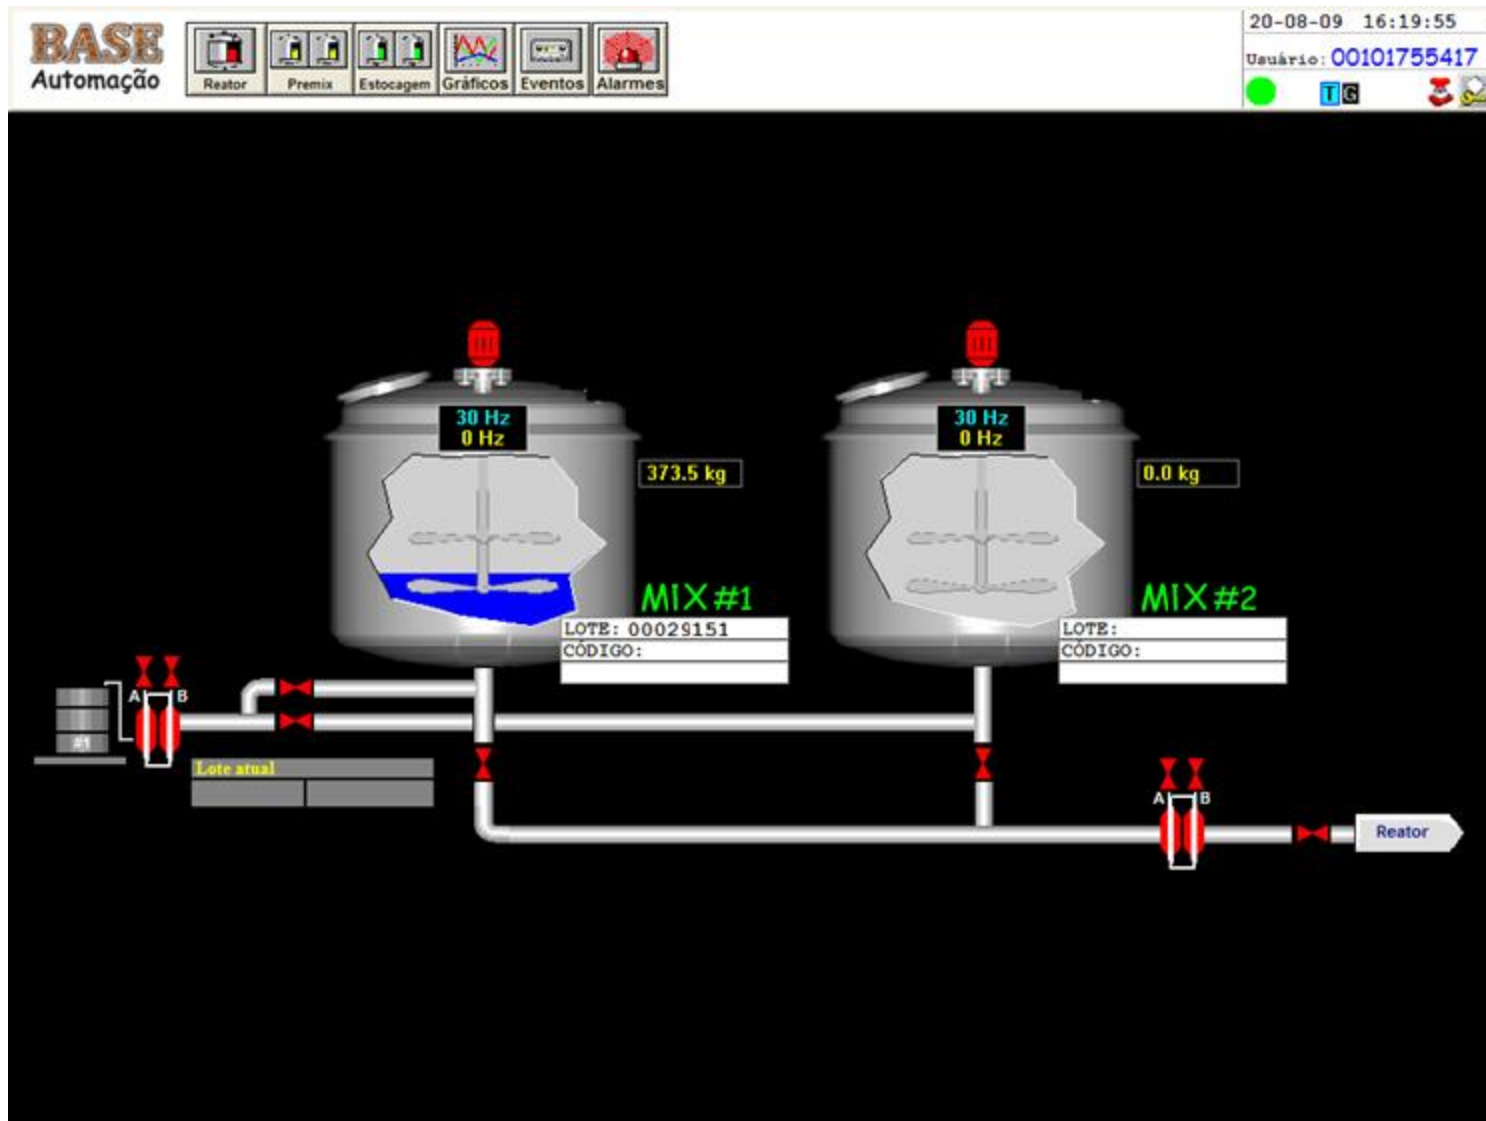 BASE
Automação
Reator
Premix
Estocagem
Gráficos
Eventos
Alarmes
20-08-09 16:19:55
Usuário: 00101755417
T G
30 Hz
0 Hz
373.5 kg
30 Hz
0 Hz
0.0 kg
MIX #1
LOTE: 00029151
CÓDIGO:
MIX #2
LOTE:
CÓDIGO:
A B
#1
Lote atual
A B
Reator